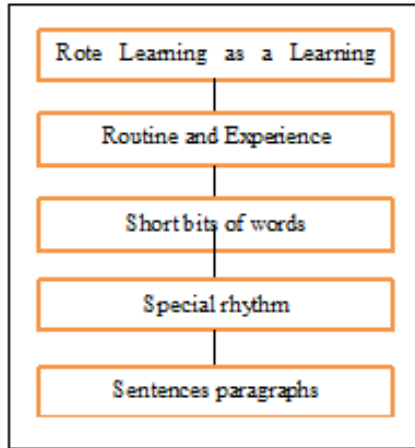 Rote Learning as a Learning
Routine and Experience
Short bits of words
Special rhythm
Sentences paragraphs